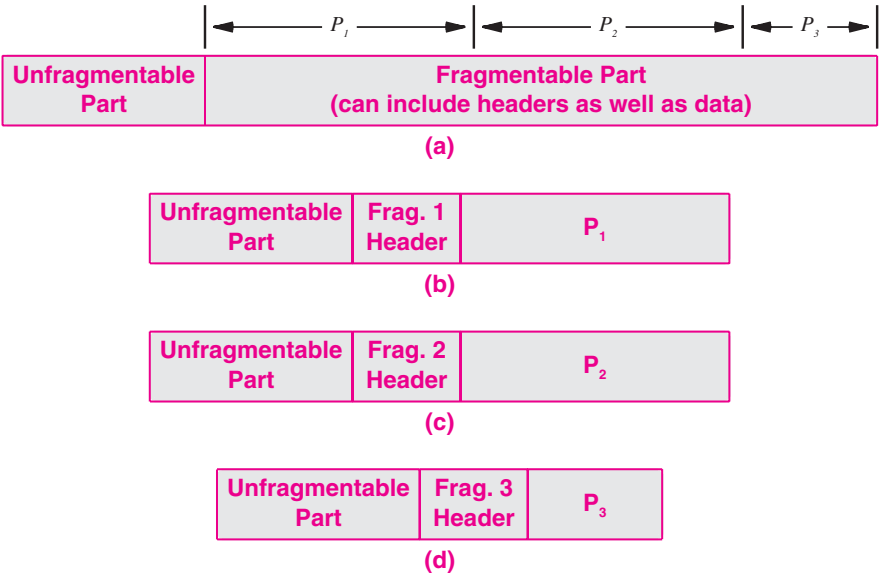 P₁ P₂ P₃
Unfragmentable Part
Fragmentable Part
(can include headers as well as data)
(a)
Unfragmentable Part
Frag. 1 Header
P₁
(b)
Unfragmentable Part
Frag. 2 Header
P₂
(c)
Unfragmentable Part
Frag. 3 Header
P₃
(d)